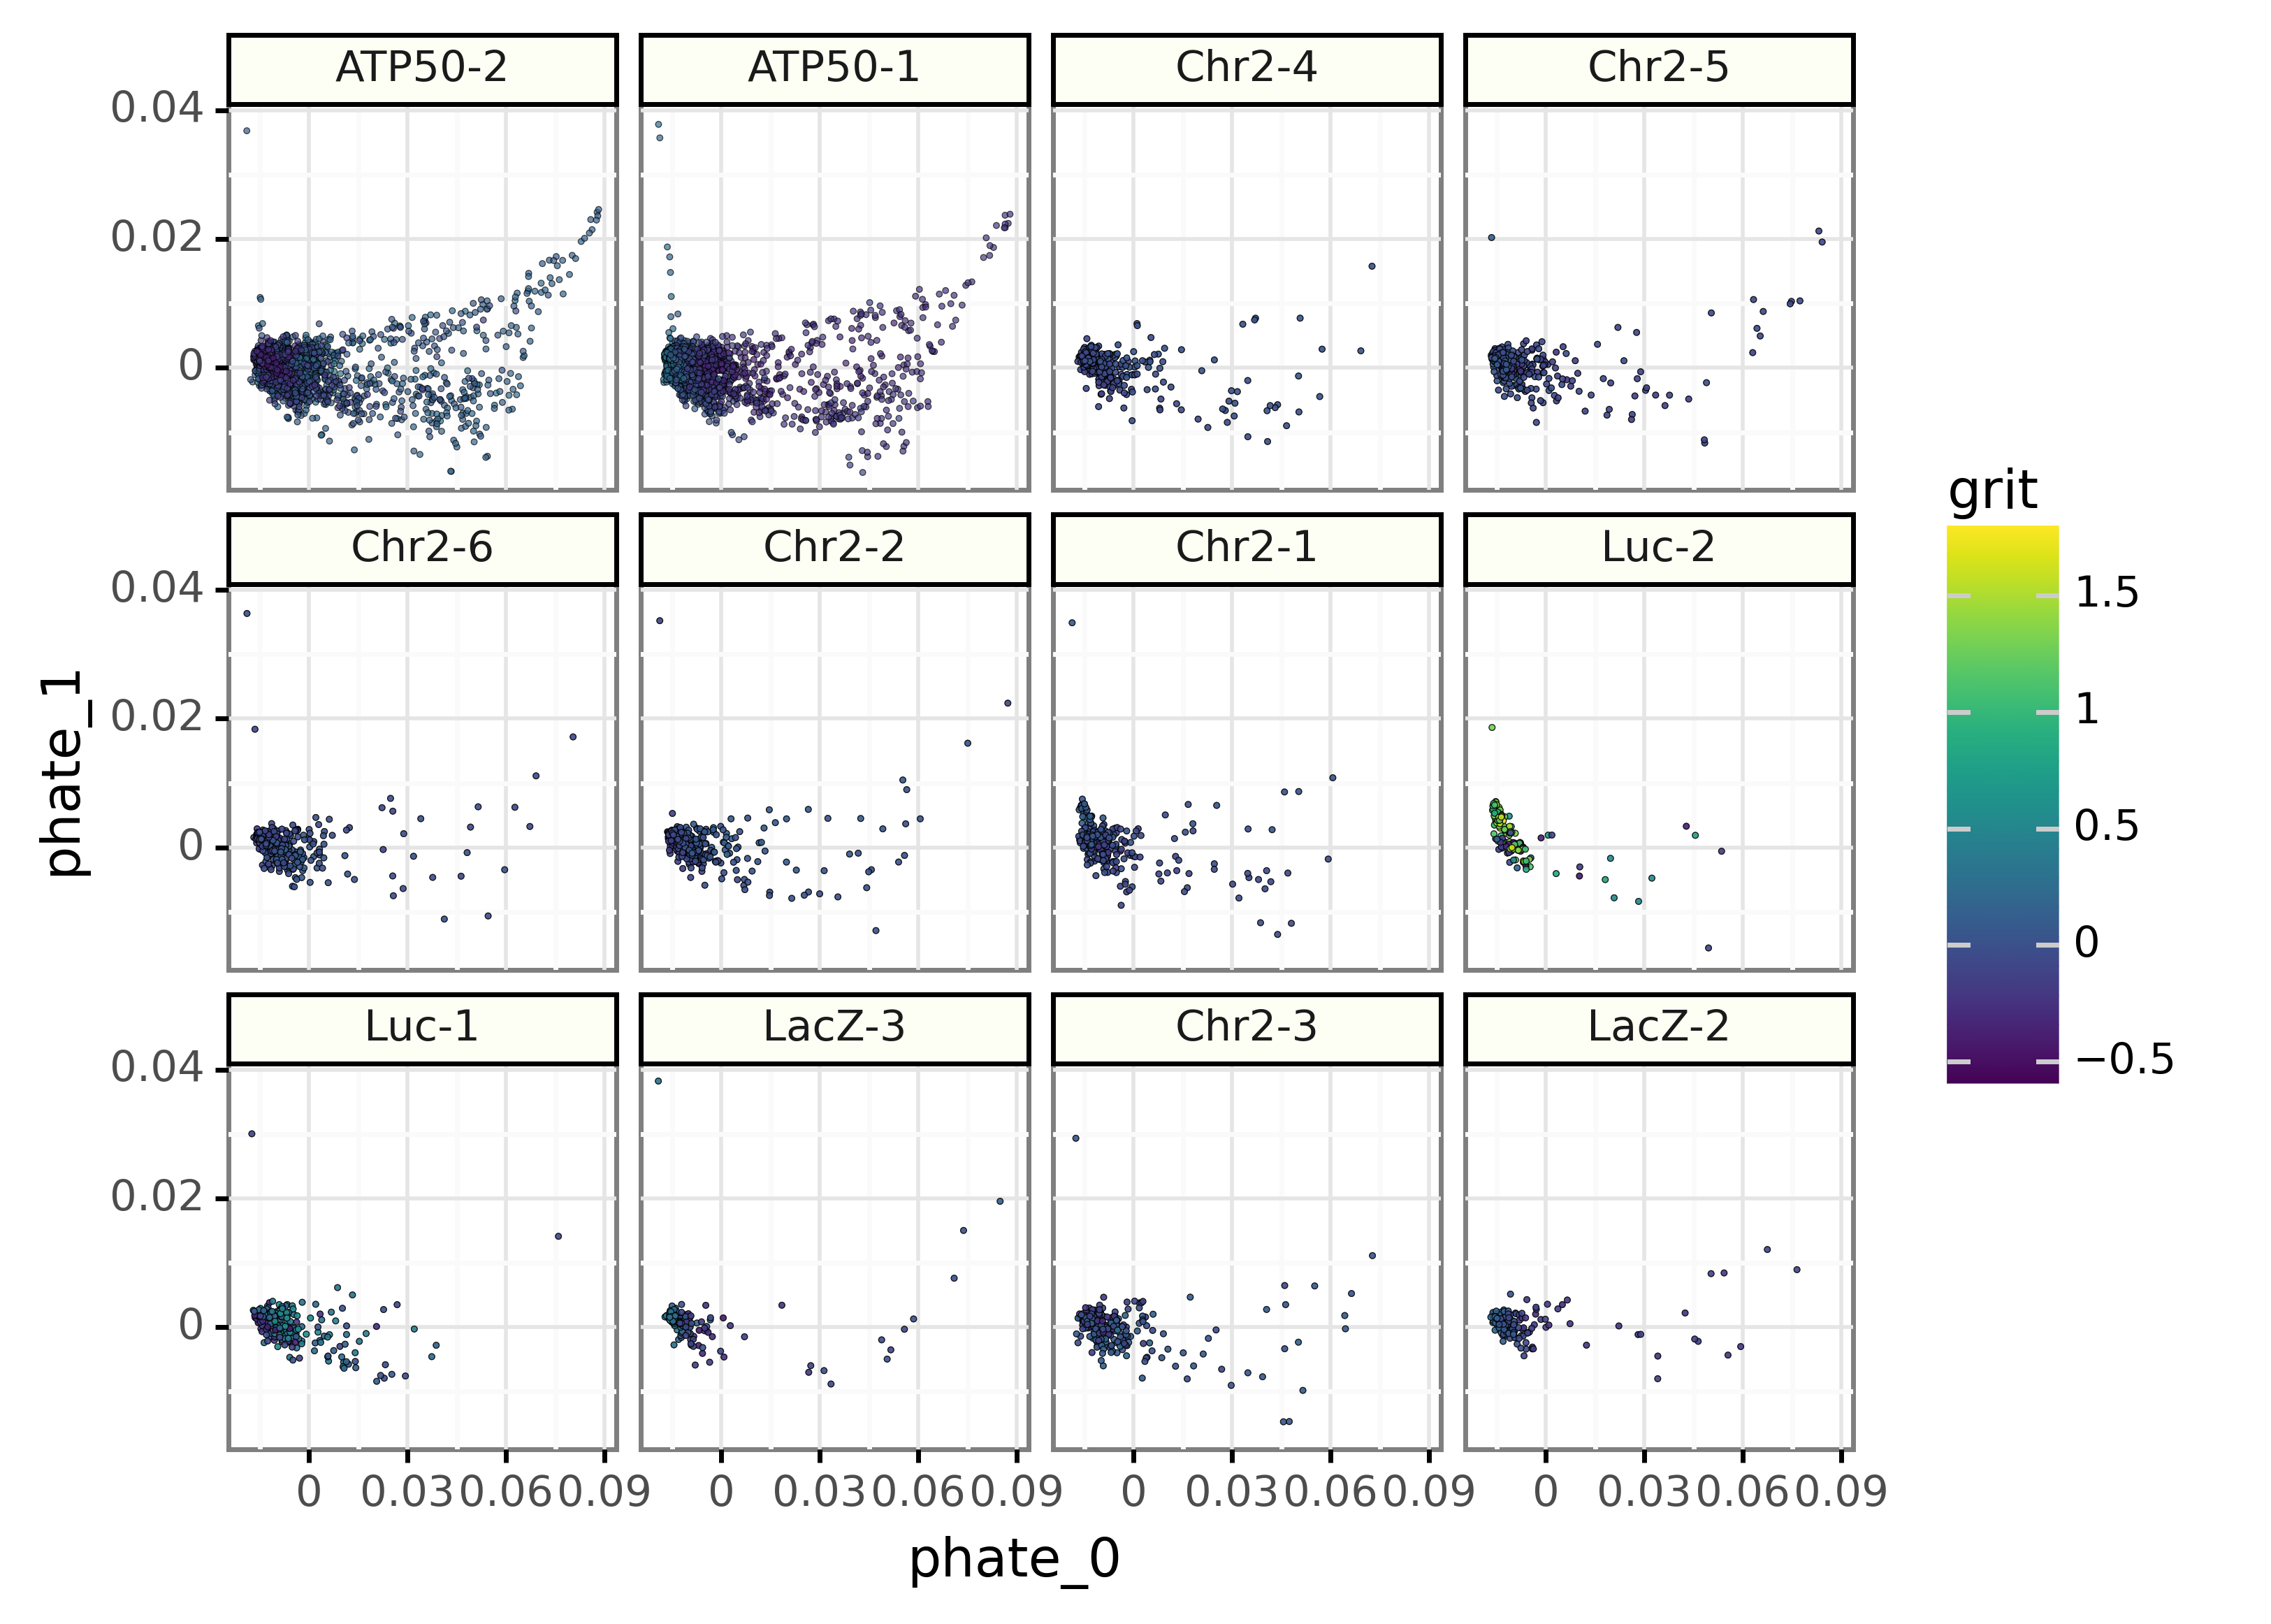 ATP50-2 ATP50-1 Chr2-4 Chr2-5
0.04
0.02
0
Chr2-6 Chr2-2 Chr2-1 Luc-2
0.04
0.02
0
Luc-1 LacZ-3 Chr2-3 LacZ-2
0.04
0.02
0
0 0.03 0.06 0.09 0 0.03 0.06 0.09 0 0.03 0.06 0.09 0 0.03 0.06 0.09
phate_0
phate_1
grit
1.5
1
0.5
0
−0.5